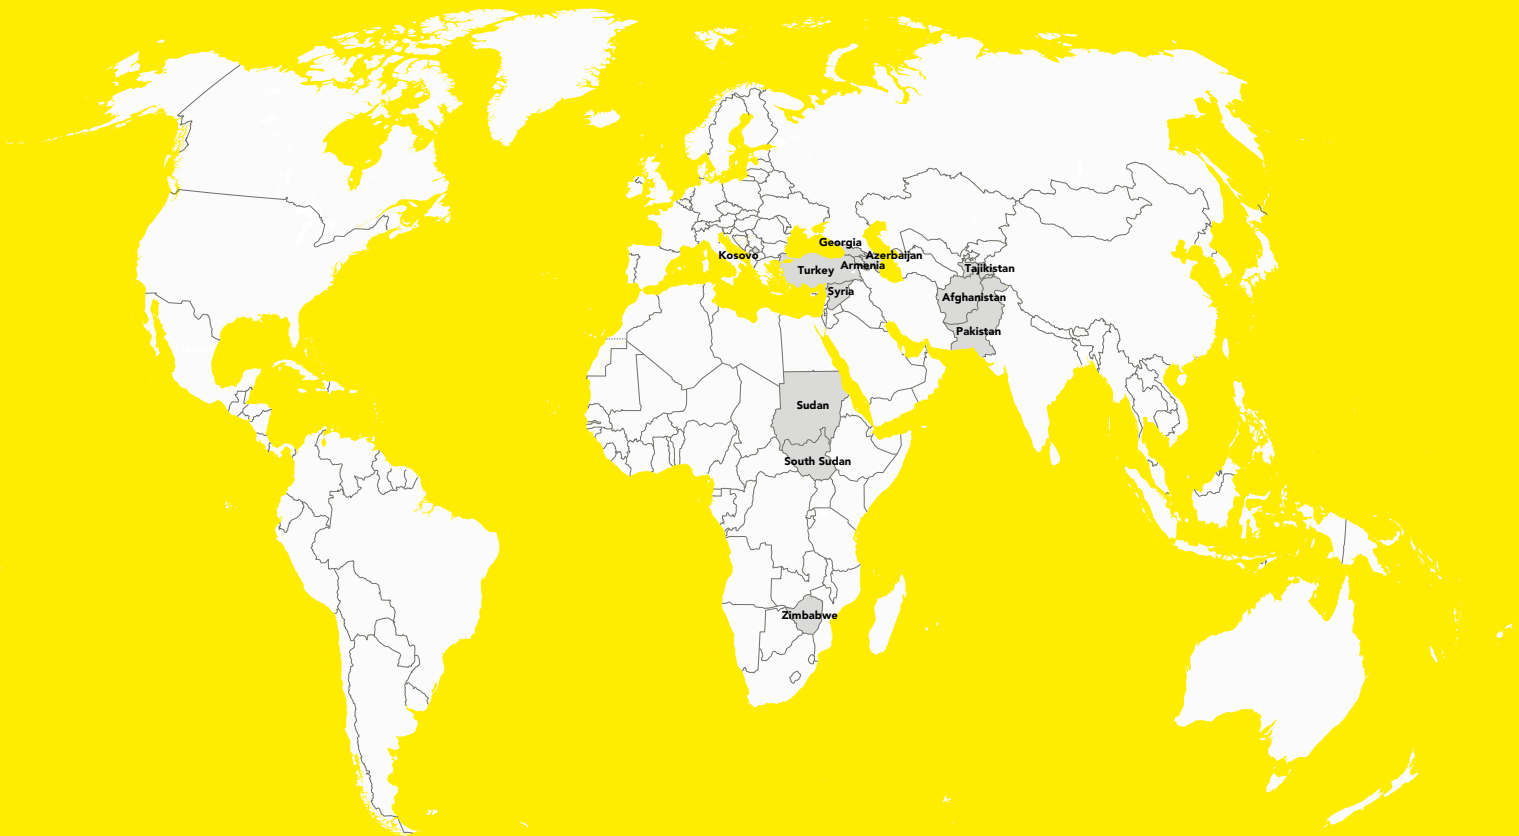 Georgia
Kosovo
Azerbaijan
Armenia
Turkey
Tajikistan
Syria
Afghanistan
Pakistan
Sudan
South Sudan
Zimbabwe